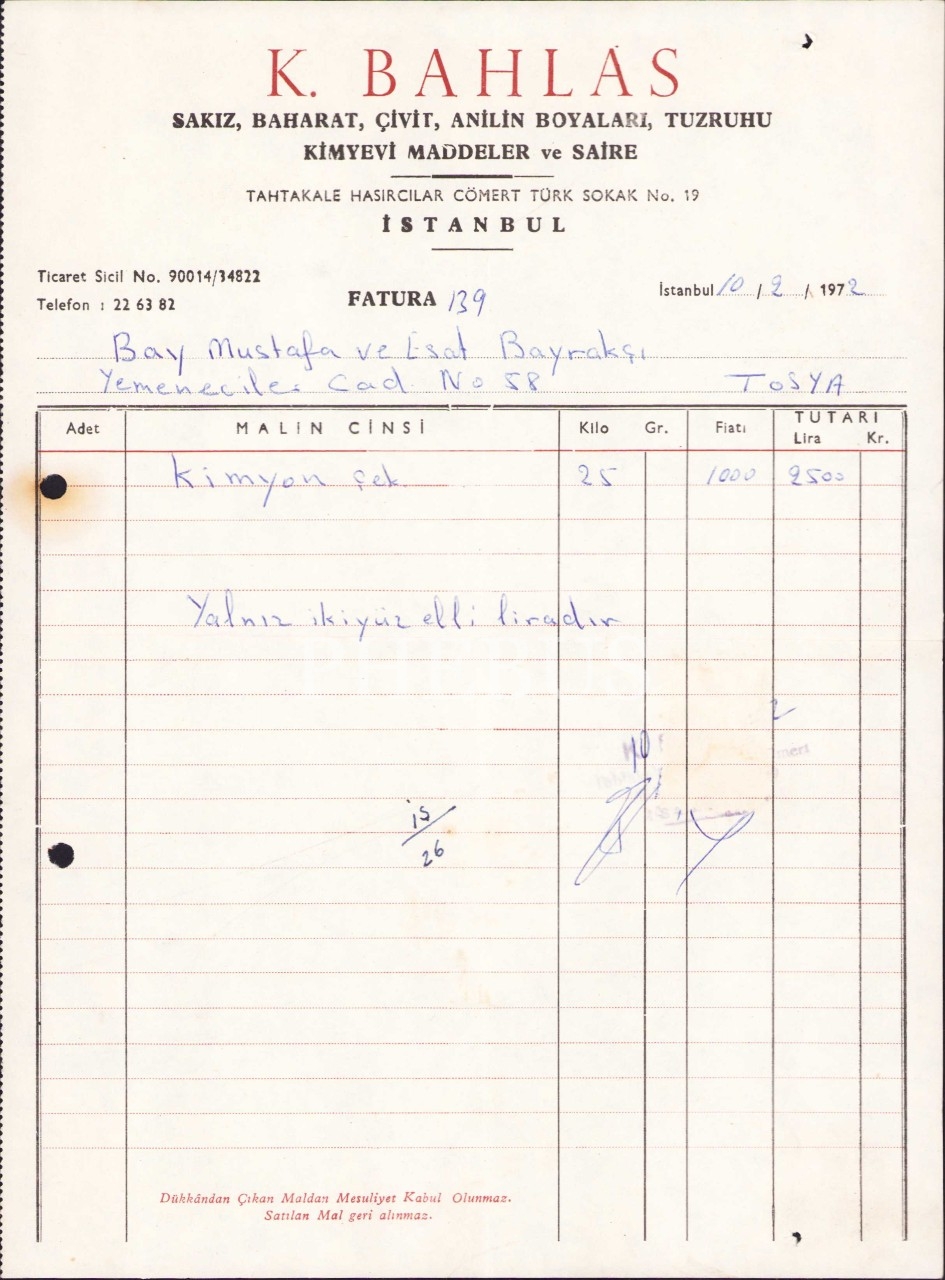 K. BAHLAS
SAKIZ, BAHARAT, ÇİVİT, ANİLİN BOYALARI, TUZRUHU
KİMYEVİ MADDELER ve SAİRE
TAHTAKALE HASIRCILAR CÖMERT TÜRK SOKAK No. 19
İSTANBUL
Ticaret Sicil No. 90014/34822
Telefon : 22 63 82
FATURA 139
İstanbul 10 / 2 / 1972
Bay Mustafa ve Esat Bayrakçı
Yemeneciler Cad. No 58 TOSYA
Adet MALIN CİNSİ Kilo Gr. Fiatı TUTARI Lira Kr.
Kimyon çek. 25 1000 2500
Yalnız ikiyüz elli liradır
15/26
Dükkândan Çıkan Maldan Mesuliyet Kabul Olunmaz.
Satılan Mal geri alınmaz.